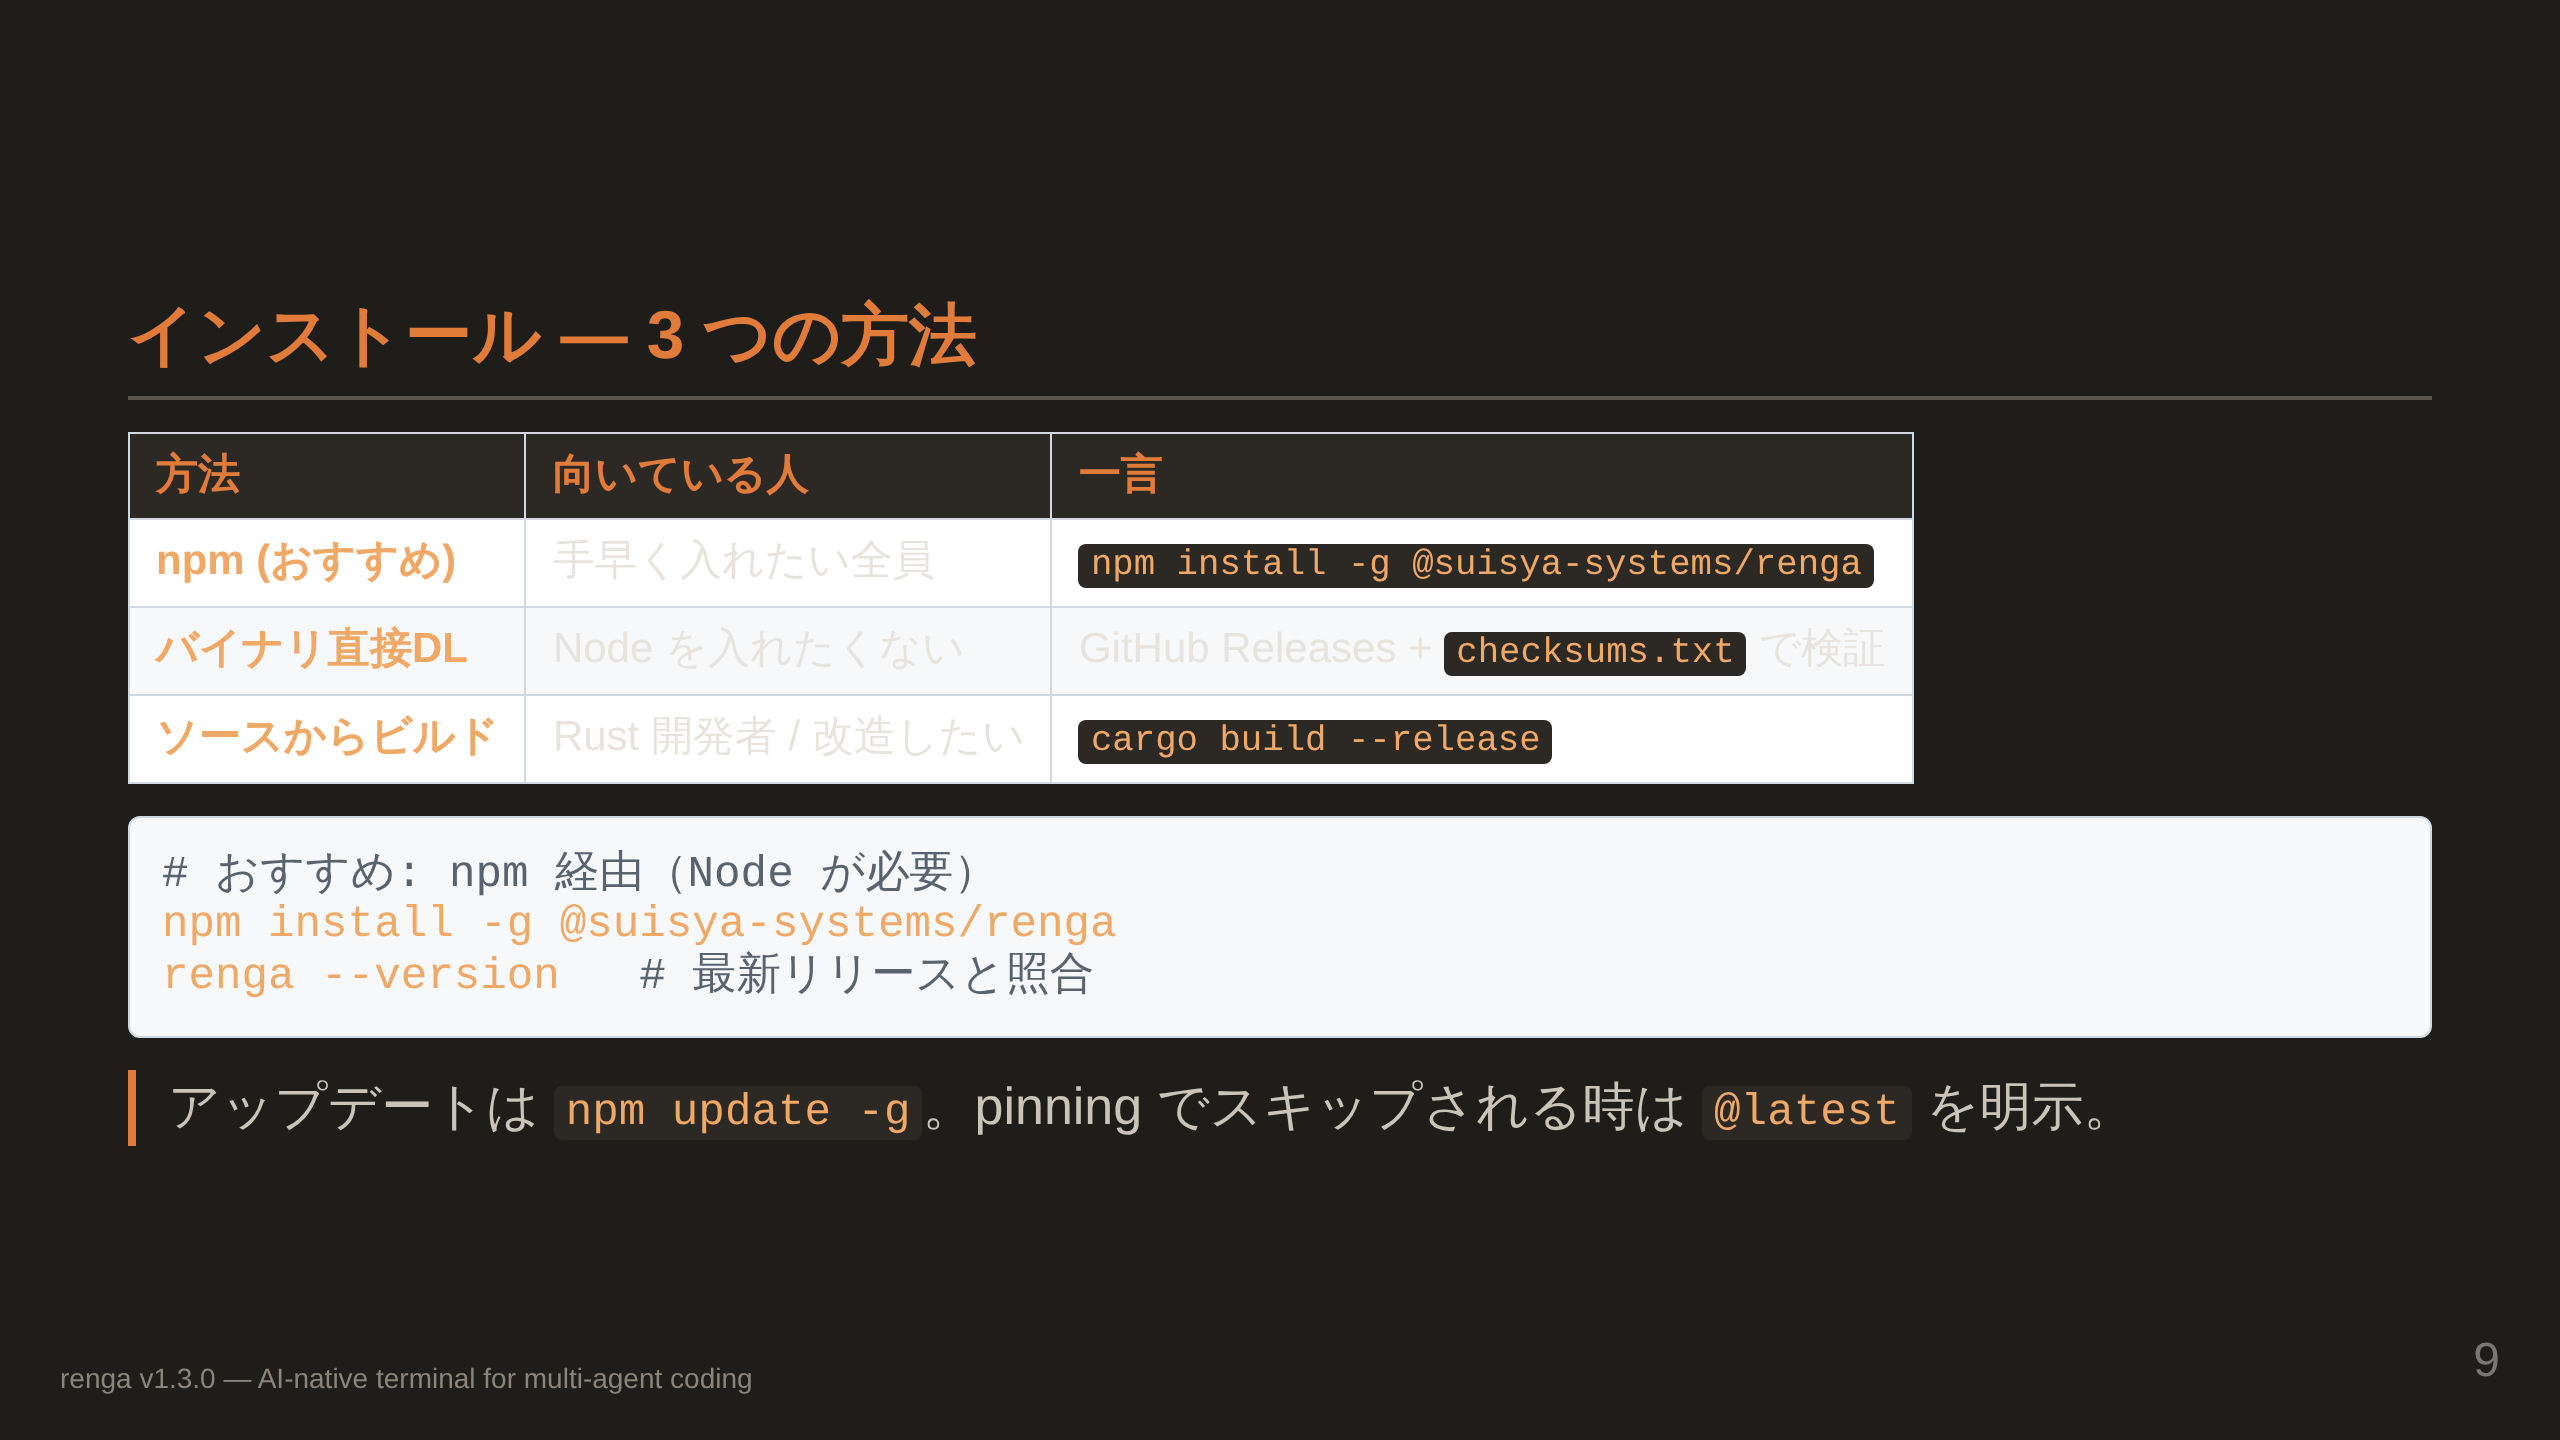 インストール — 3 つの方法
方法 向いている人 一言
npm (おすすめ) 手早く入れたい全員 npm install -g @suisya-systems/renga
バイナリ直接DL Node を入れたくない GitHub Releases + checksums.txt で検証
ソースからビルド Rust 開発者 / 改造したい cargo build --release
# おすすめ: npm 経由（Node が必要）
npm install -g @suisya-systems/renga
renga --version   # 最新リリースと照合
アップデートは npm update -g。pinning でスキップされる時は @latest を明示。
renga v1.3.0 — AI-native terminal for multi-agent coding
9